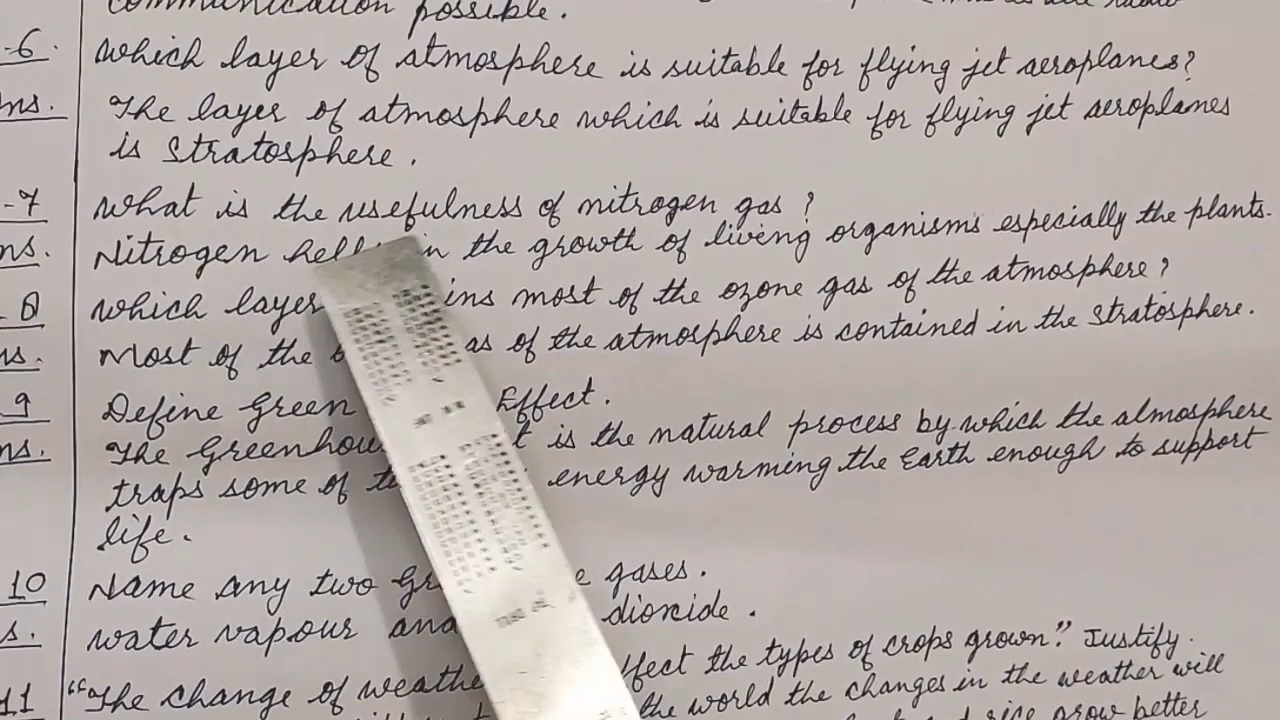 communication possible.
-6. which layer of atmosphere is suitable for flying jet aeroplanes?
ns. The layer of atmosphere which is suitable for flying jet aeroplanes
is Stratosphere.
-7 What is the usefulness of nitrogen gas?
ns. Nitrogen in the growth of living organisms especially the plants.
8 which layer most of the ozone gas of the atmosphere?
ns. Most of the of the atmosphere is contained in the stratosphere.
9 Define Green Effect.
ns. The is the natural process by which the atmosphere
traps some of energy warming the Earth enough to support
life.
10 Name any two gases.
s. water vapour and dioxide.
11 "The change of the types of crops grown." Justify.
the world the changes in the weather will
rice grow better